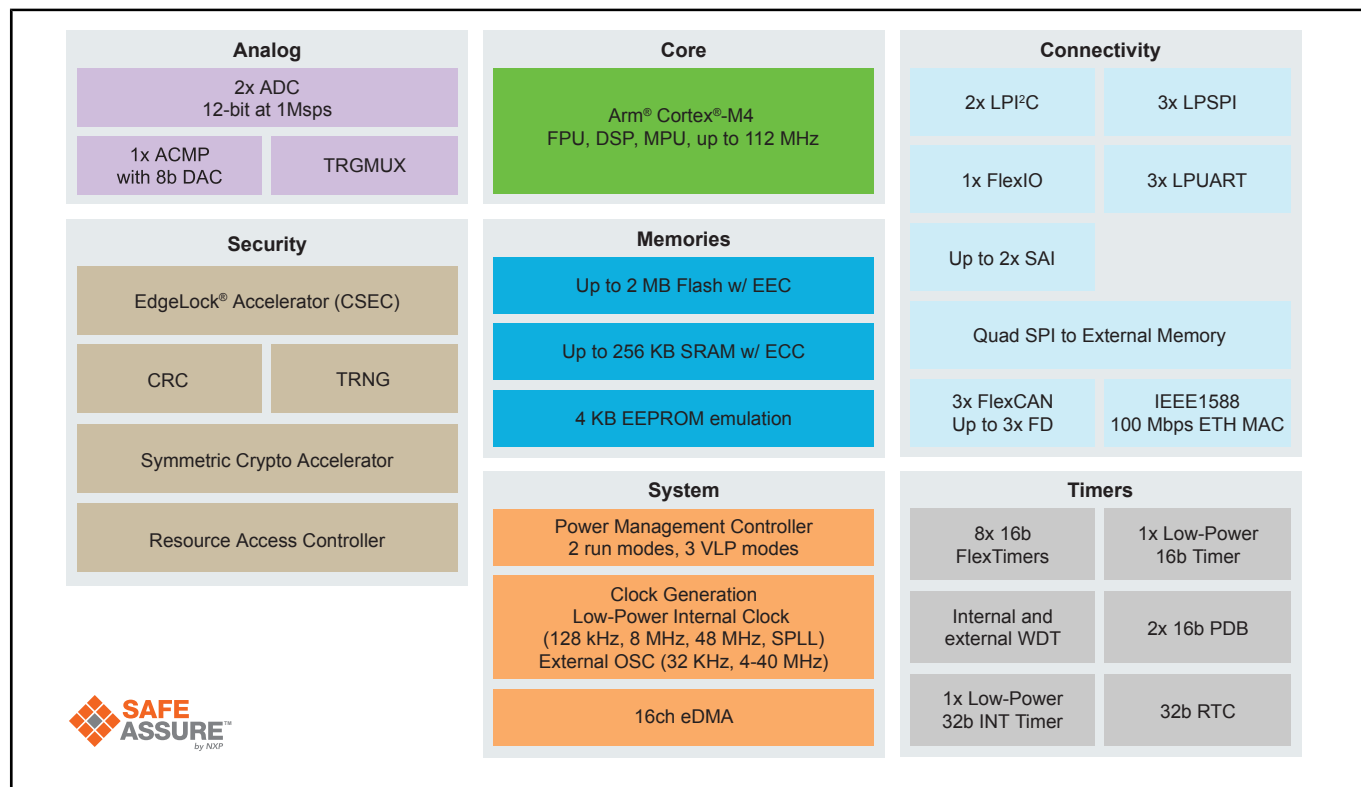 Analog
2x ADC
12-bit at 1Msps
1x ACMP
with 8b DAC
TRGMUX
Security
EdgeLock® Accelerator (CSEC)
CRC
TRNG
Symmetric Crypto Accelerator
Resource Access Controller
SAFE
ASSURE™
by NXP
Core
Arm® Cortex®-M4
FPU, DSP, MPU, up to 112 MHz
Memories
Up to 2 MB Flash w/ EEC
Up to 256 KB SRAM w/ ECC
4 KB EEPROM emulation
System
Power Management Controller
2 run modes, 3 VLP modes
Clock Generation
Low-Power Internal Clock
(128 kHz, 8 MHz, 48 MHz, SPLL)
External OSC (32 KHz, 4-40 MHz)
16ch eDMA
Connectivity
2x LPI²C
3x LPSPI
1x FlexIO
3x LPUART
Up to 2x SAI
Quad SPI to External Memory
3x FlexCAN
Up to 3x FD
IEEE1588
100 Mbps ETH MAC
Timers
8x 16b
FlexTimers
1x Low-Power
16b Timer
Internal and
external WDT
2x 16b PDB
1x Low-Power
32b INT Timer
32b RTC